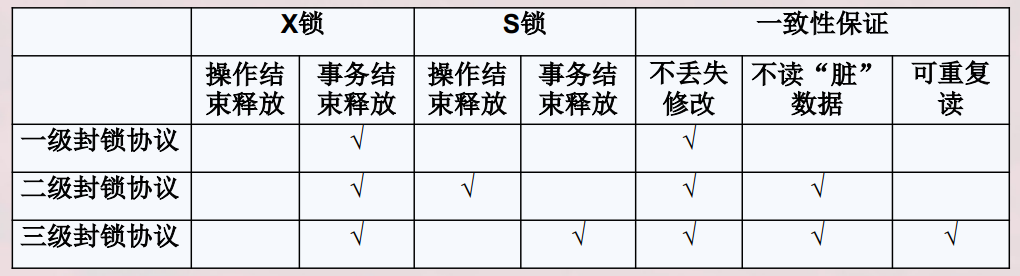 X锁 S锁 一致性保证
操作结束释放 事务结束释放 操作结束释放 事务结束释放 不丢失修改 不读“脏”数据 可重复读
一级封锁协议 √ √
二级封锁协议 √ √ √ √
三级封锁协议 √ √ √ √ √